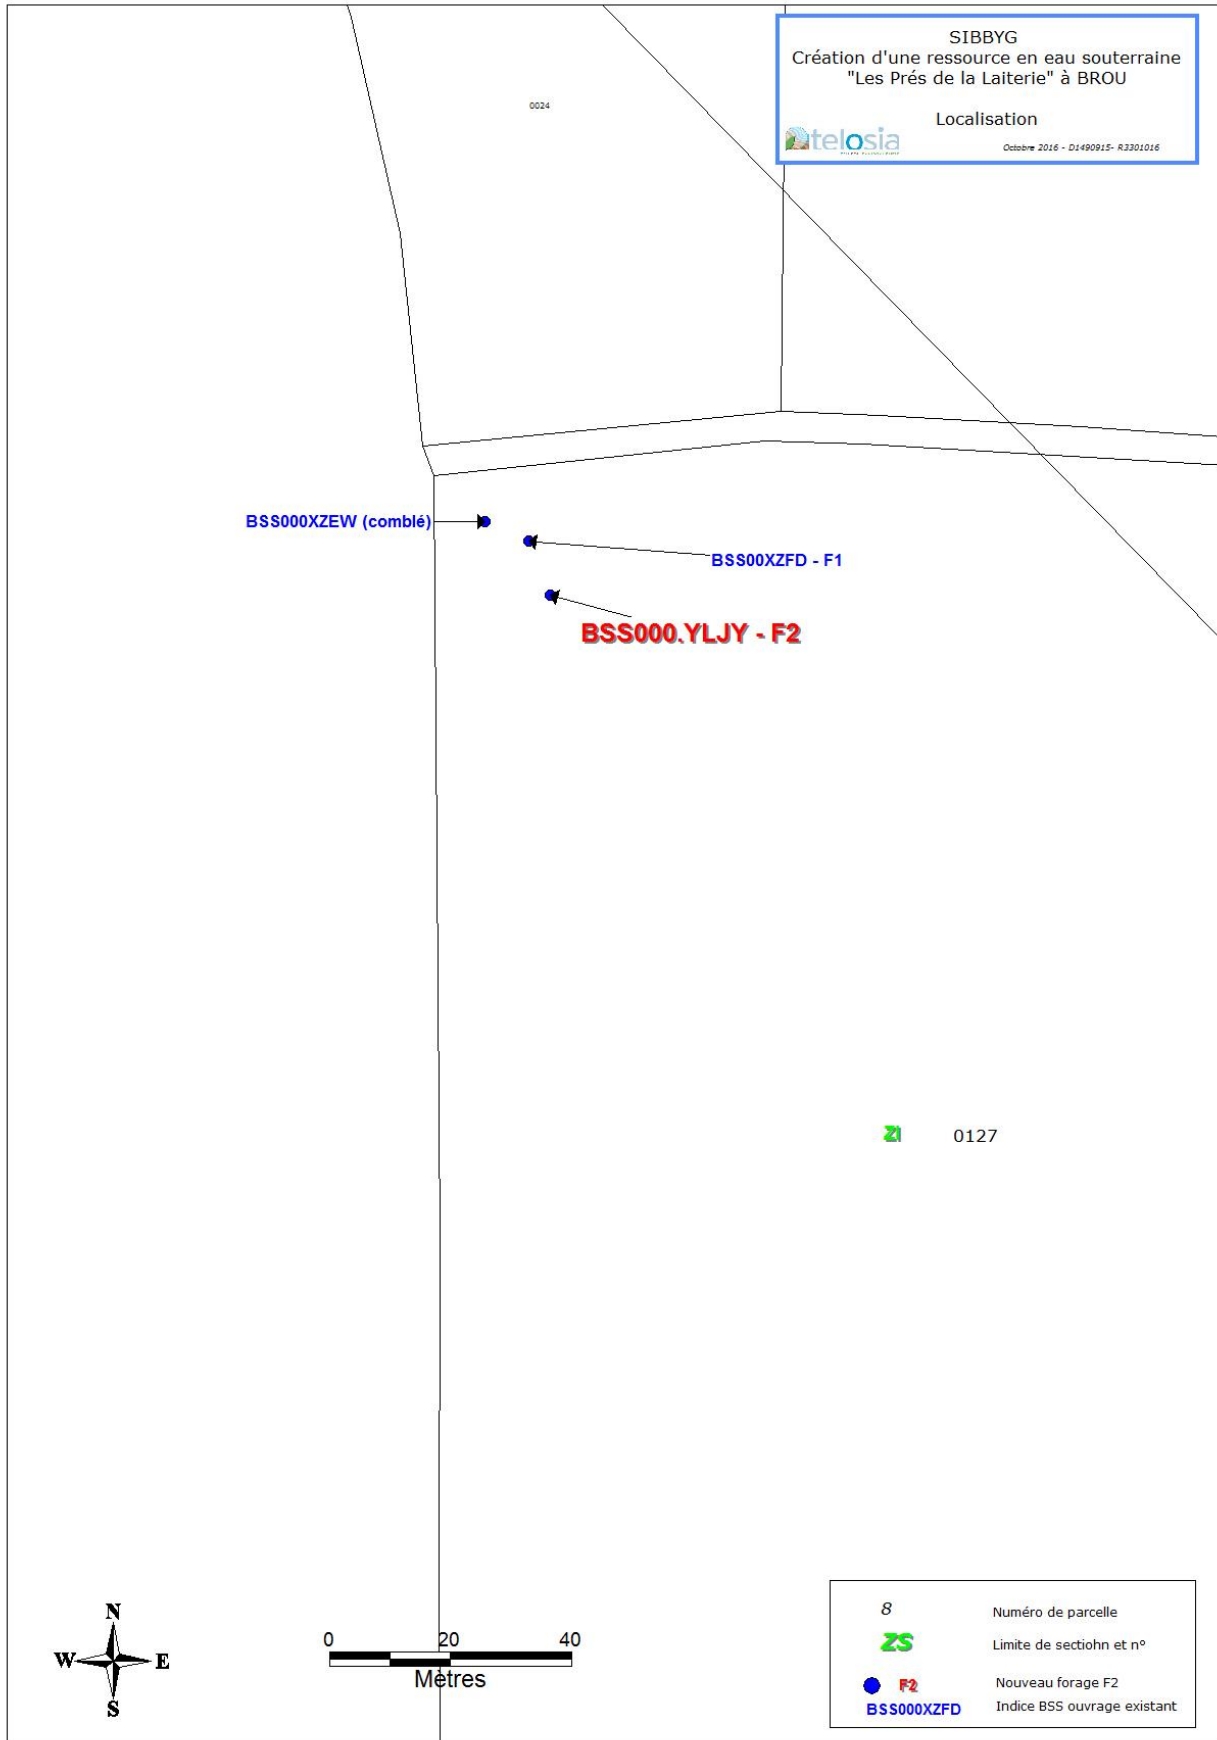 SIBBYG
Création d'une ressource en eau souterraine
"Les Prés de la Laiterie" à BROU
Localisation
telosia
Octobre 2016 - D1490915- R3301016
0024
BSS000XZEW (comblé)
BSS00XZFD - F1
BSS000.YLJY - F2
ZI 0127
N
W E
S
0 20 40
Mètres
8 Numéro de parcelle
ZS Limite de sectiohn et nº
F2 Nouveau forage F2
BSS000XZFD Indice BSS ouvrage existant